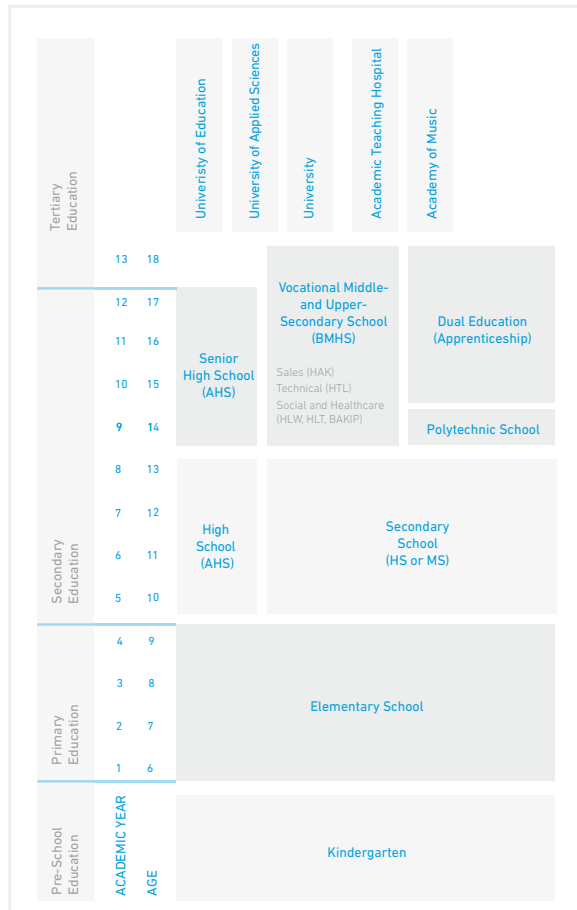 Univeristy of Education
University of Applied Sciences
University
Academic Teaching Hospital
Academy of Music
Tertiary
Education
13 18
12 17
11 16
10 15
9 14
8 13
7 12
6 11
5 10
4 9
3 8
2 7
1 6
ACADEMIC YEAR
AGE
Secondary
Education
Primary
Education
Pre-School
Education
Senior
High School
(AHS)
Vocational Middle-
and Upper-
Secondary School
(BMHS)
Sales (HAK)
Technical (HTL)
Social and Healthcare
(HLW, HLT, BAKIP)
Dual Education
(Apprenticeship)
Polytechnic School
High
School
(AHS)
Secondary
School
(HS or MS)
Elementary School
Kindergarten